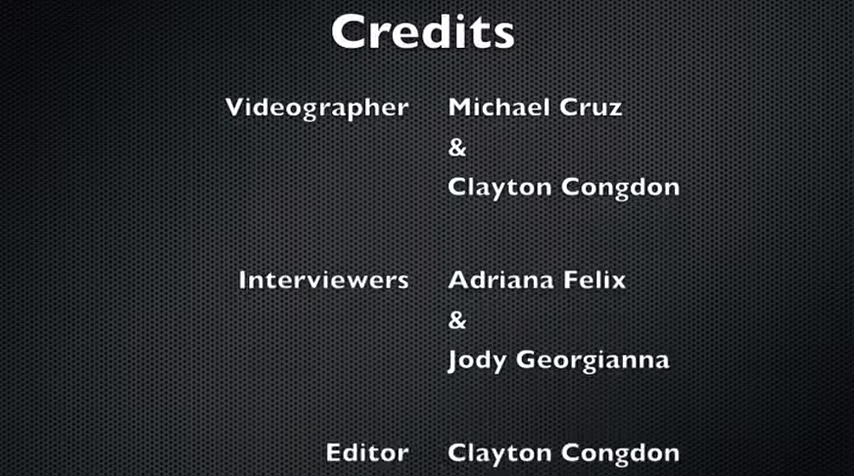 Credits
Videographer Michael Cruz
&
Clayton Congdon
Interviewers Adriana Felix
&
Jody Georgianna
Editor Clayton Congdon